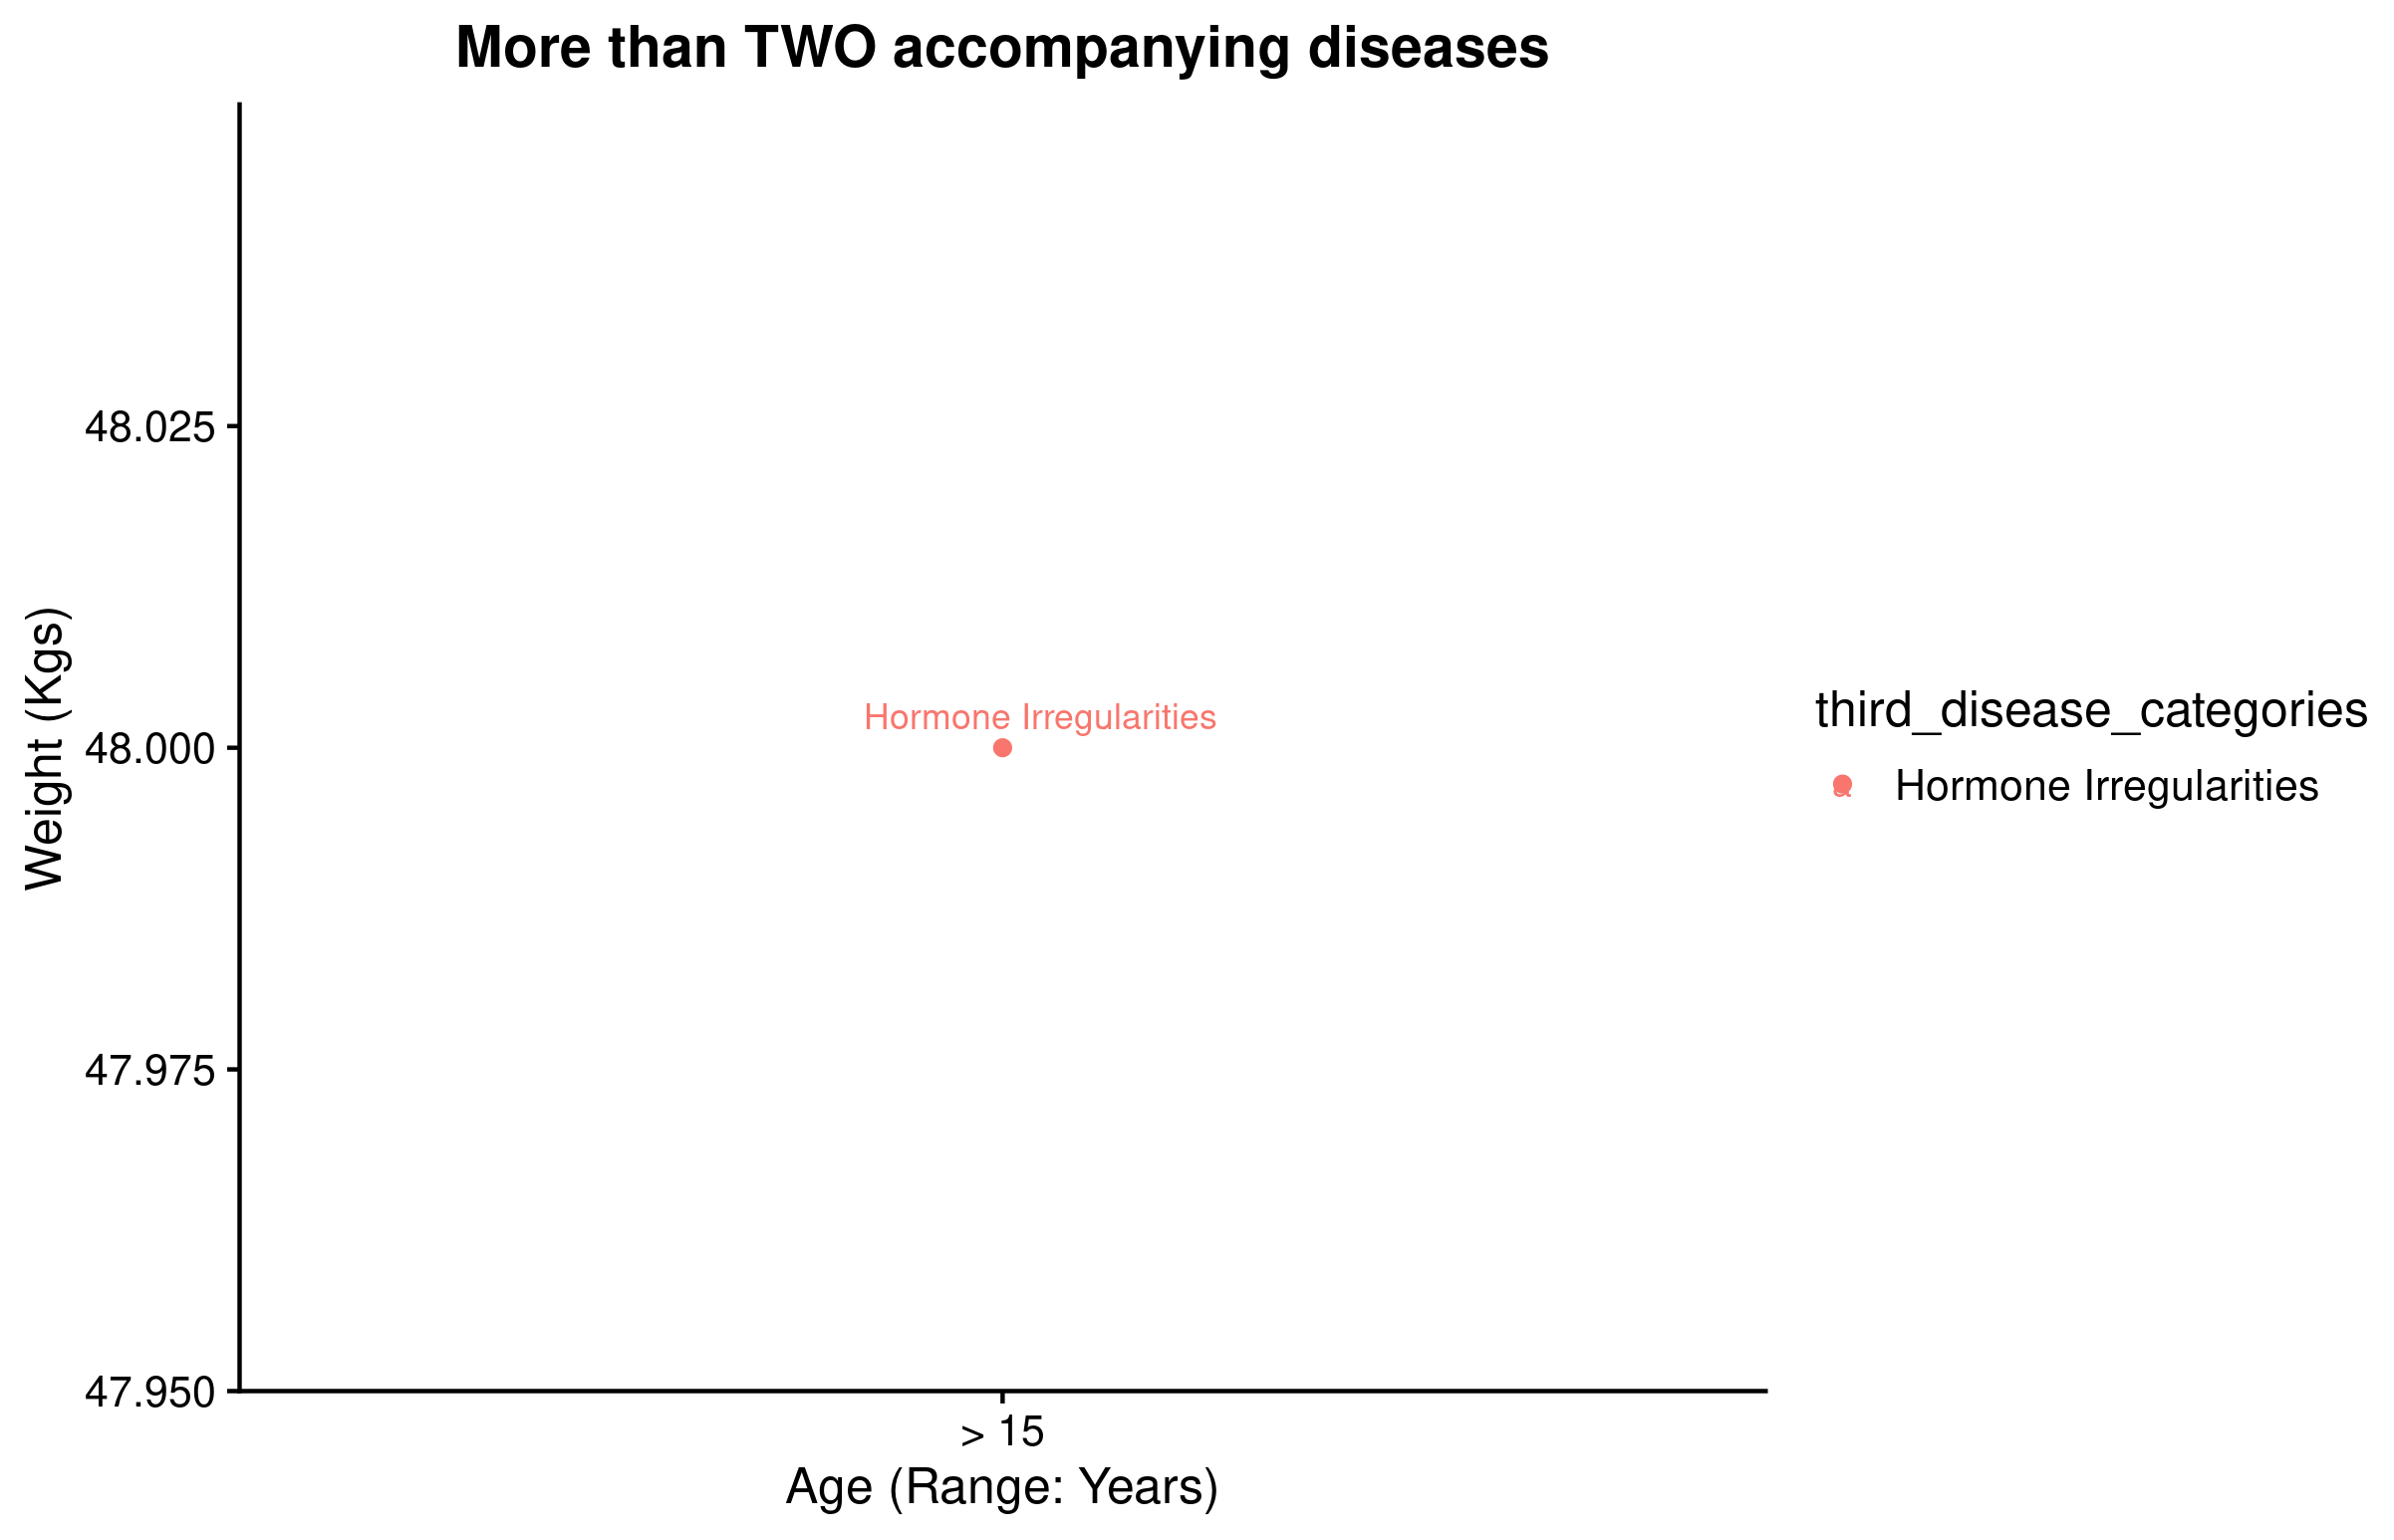 More than TWO accompanying diseases
Weight (Kgs)
48.025
48.000
47.975
47.950
Hormone Irregularities
> 15
Age (Range: Years)
third_disease_categories
Hormone Irregularities